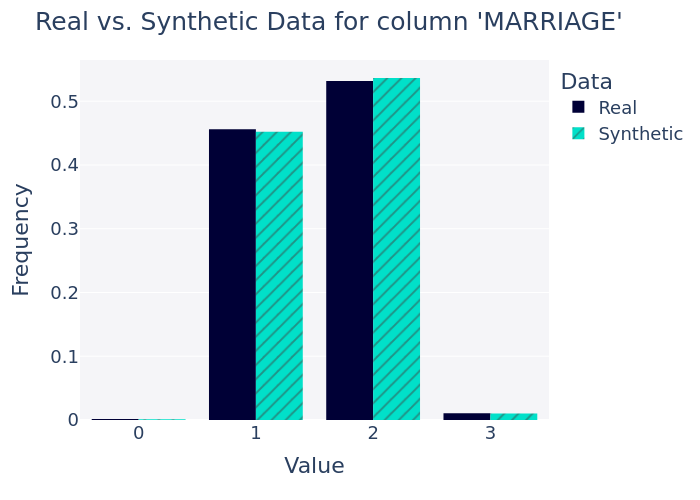 Real vs. Synthetic Data for column 'MARRIAGE'
Data
Real
Synthetic
Frequency
0.5
0.4
0.3
0.2
0.1
0
0 1 2 3
Value